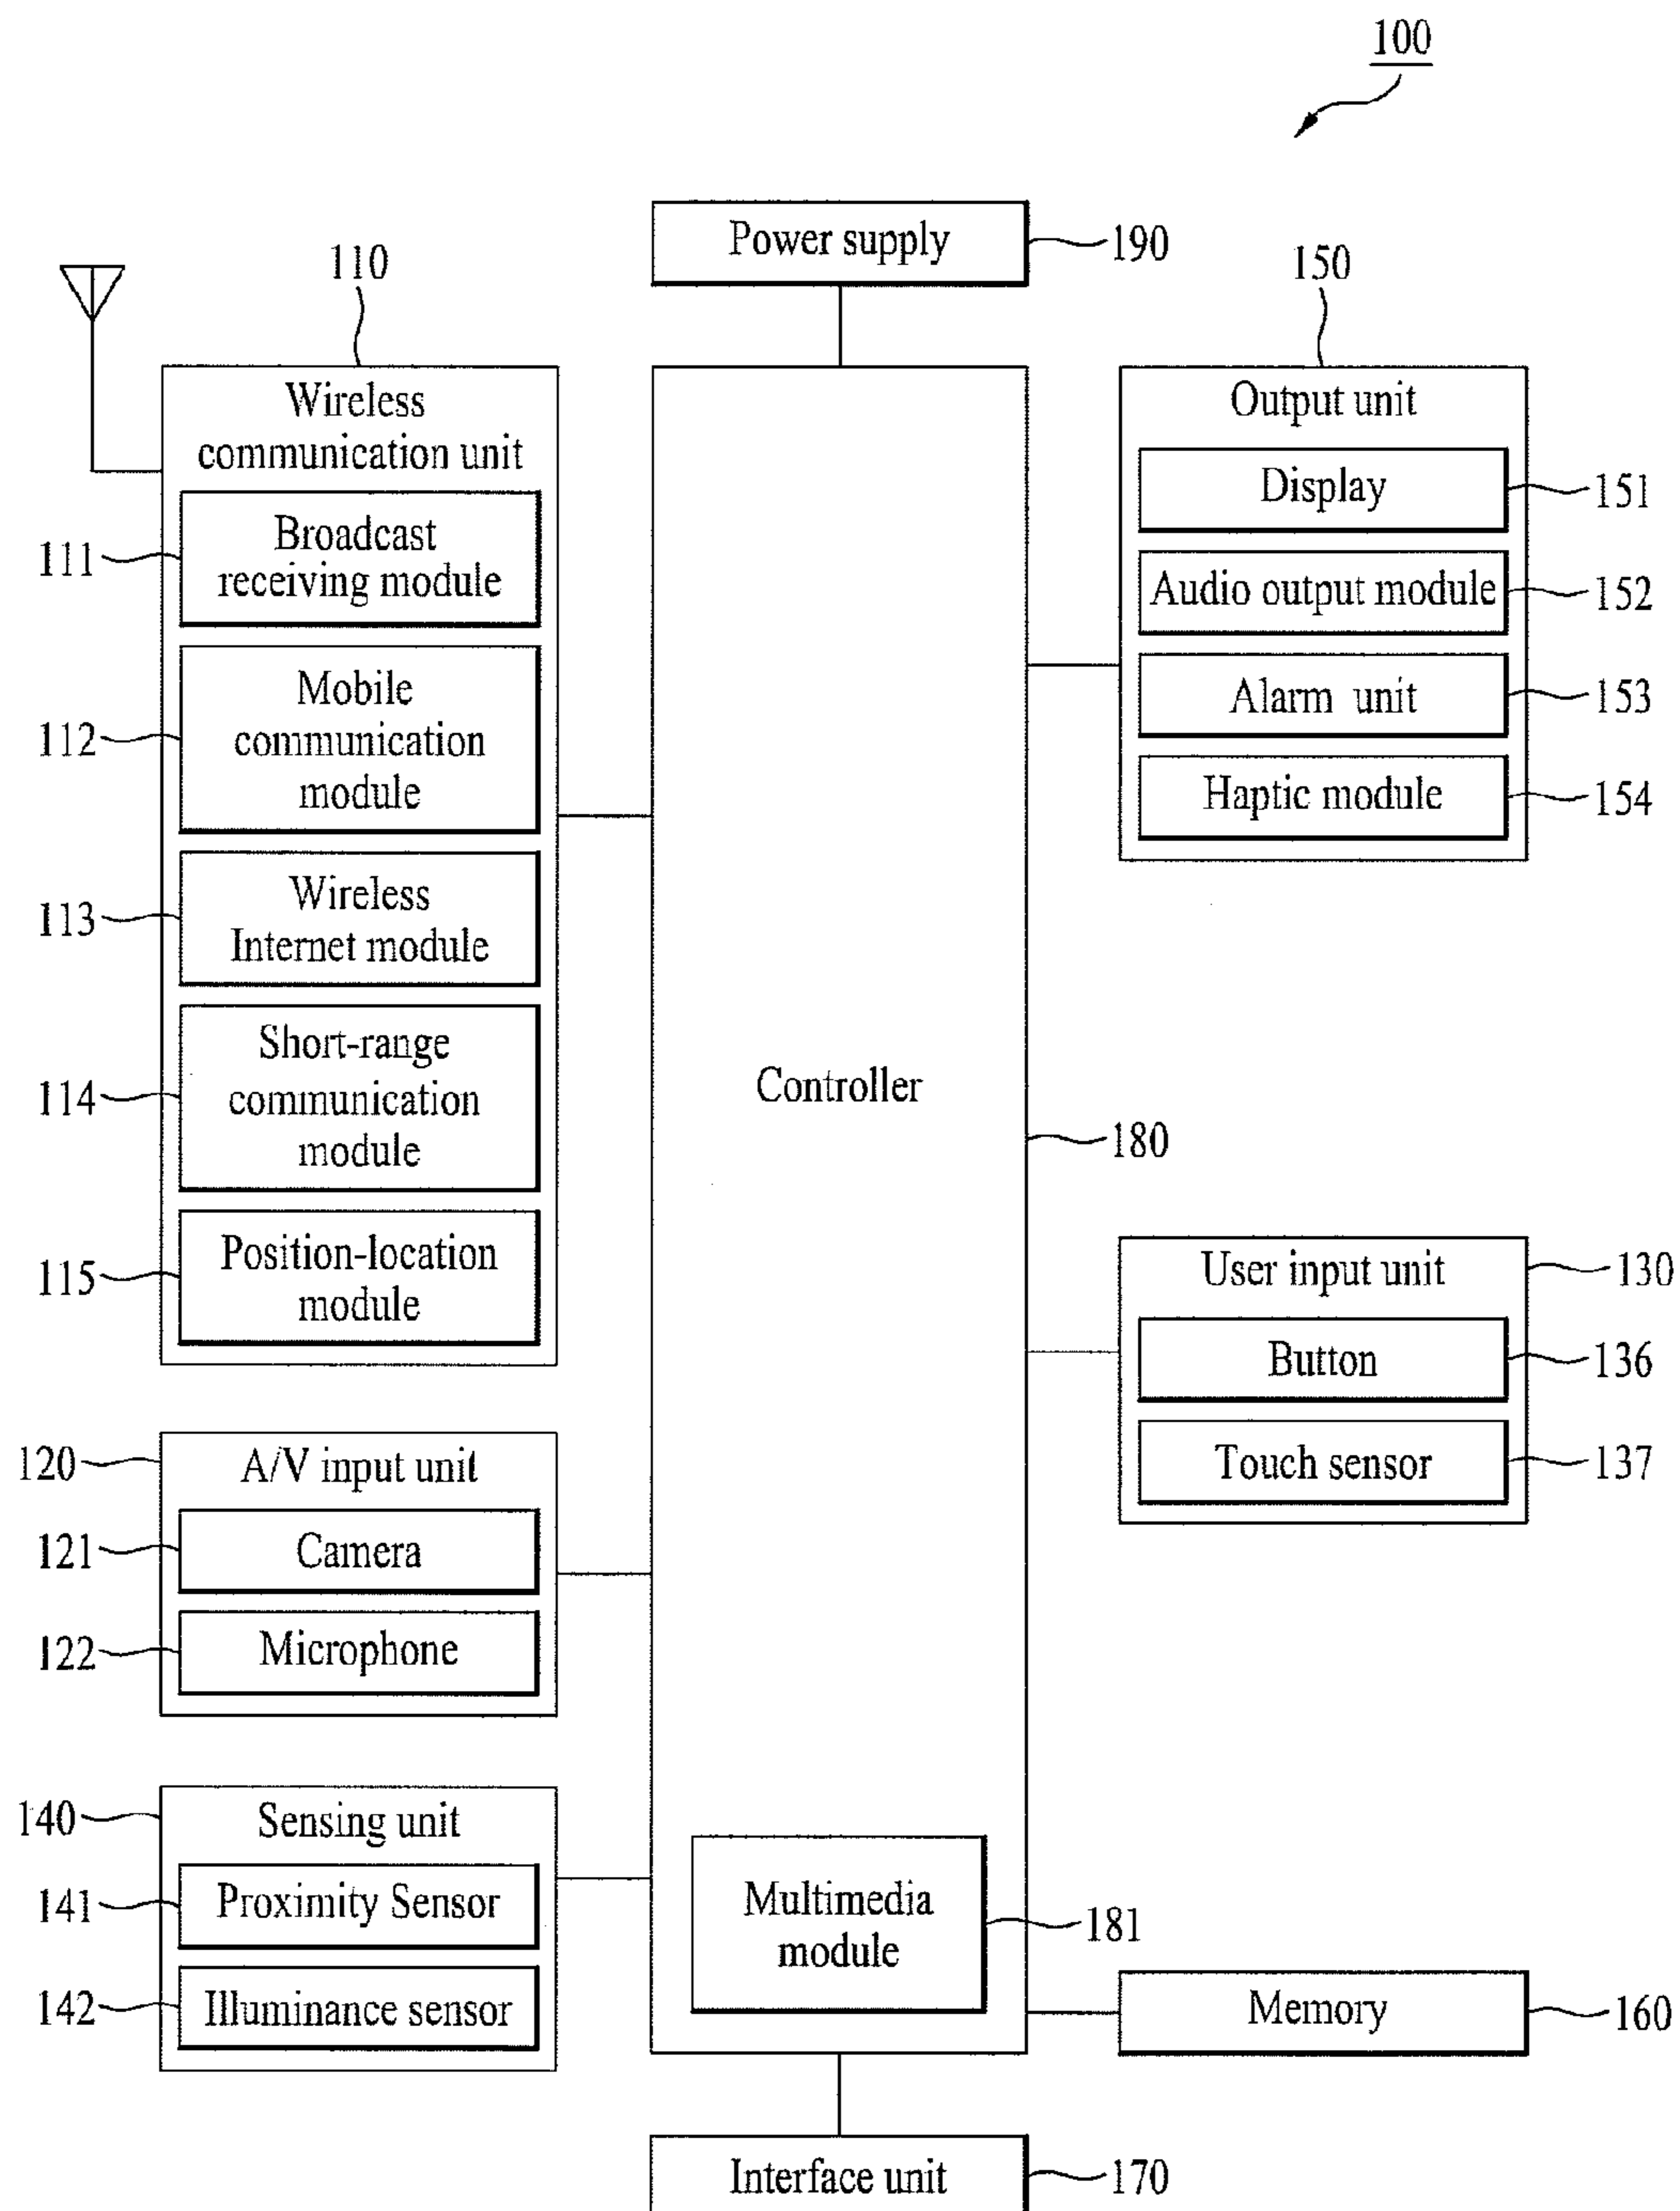 100
Power supply
190
110
Wireless
communication unit
111
Broadcast
receiving module
112
Mobile
communication
module
113
Wireless
Internet module
114
Short-range
communication
module
115
Position-location
module
120
A/V input unit
121
Camera
122
Microphone
140
Sensing unit
141
Proximity Sensor
142
Illuminance sensor
Controller
180
Multimedia
module
181
150
Output unit
Display
151
Audio output module
152
Alarm unit
153
Haptic module
154
User input unit
130
Button
136
Touch sensor
137
Memory
160
Interface unit
170